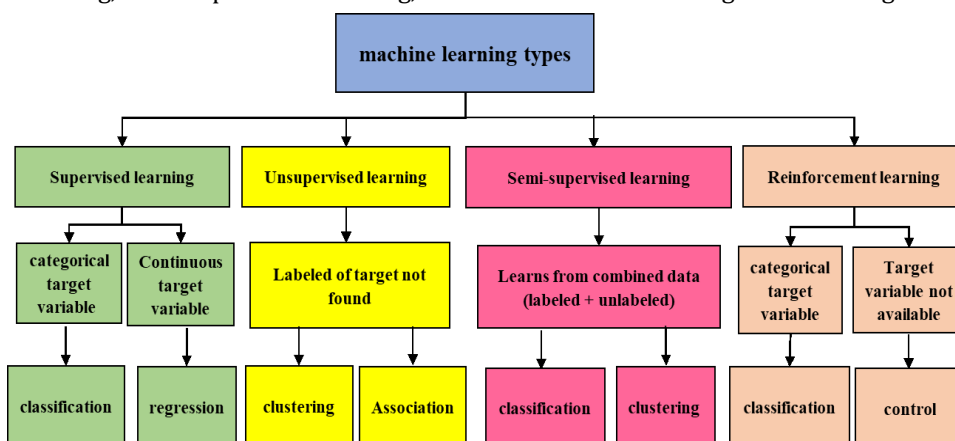 machine learning types
Supervised learning
Unsupervised learning
Semi-supervised learning
Reinforcement learning
categorical
target
variable
Continuous
target
variable
Labeled of target not
found
Learns from combined data
(labeled + unlabeled)
categorical
target
variable
Target
variable not
available
classification
regression
clustering
Association
classification
clustering
classification
control